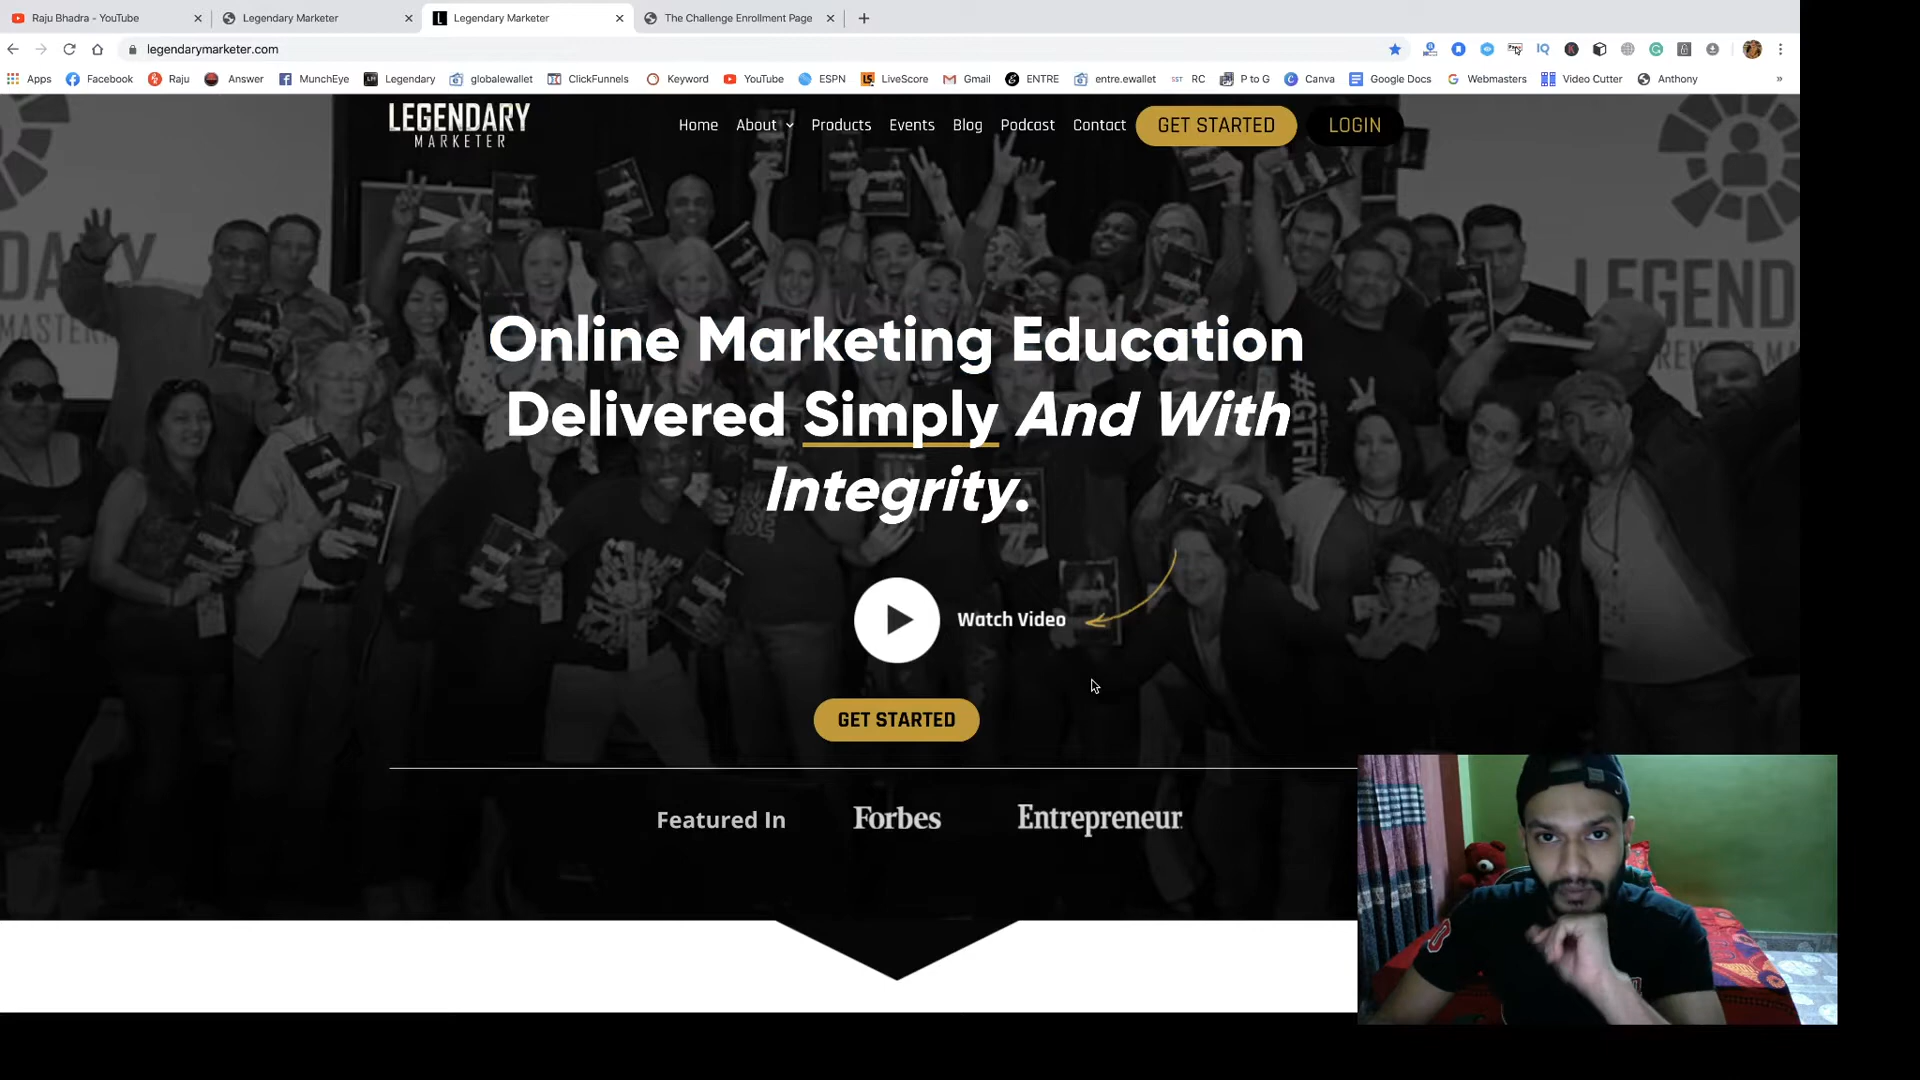 Raju Bhadra - YouTube
Legendary Marketer
Legendary Marketer
The Challenge Enrollment Page
legendarymarketer.com
Apps Facebook Raju Answer MunchEye Legendary globalewallet ClickFunnels Keyword YouTube ESPN LiveScore Gmail ENTRE entre.ewallet RC P to G Canva Google Docs Webmasters Video Cutter Anthony
LEGENDARY
MARKETER
Home About Products Events Blog Podcast Contact GET STARTED LOGIN
Online Marketing Education
Delivered Simply And With
Integrity.
Watch Video
GET STARTED
Featured In Forbes Entrepreneur